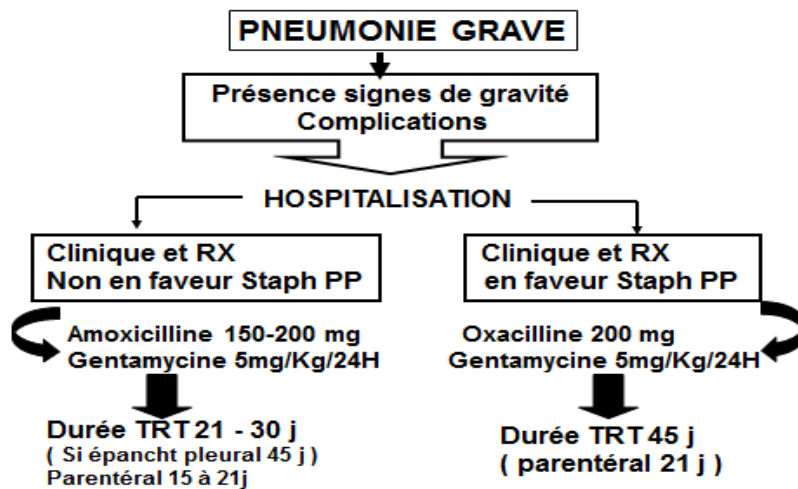 PNEUMONIE GRAVE
Présence signes de gravité
Complications
HOSPITALISATION
Clinique et RX
Non en faveur Staph PP
Clinique et RX
en faveur Staph PP
Amoxicilline 150-200 mg
Gentamycine 5mg/Kg/24H
Oxacilline 200 mg
Gentamycine 5mg/Kg/24H
Durée TRT 21 - 30 j
( Si épancht pleural 45 j )
Parentéral 15 à 21j
Durée TRT 45 j
( parentéral 21 j )